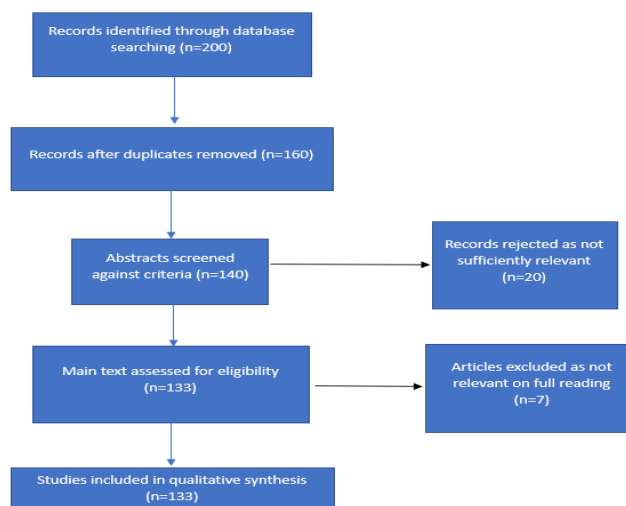 Records identified through database
searching (n=200)
Records after duplicates removed (n=160)
Abstracts screened
against criteria (n=140)
Records rejected as not
sufficiently relevant
(n=20)
Main text assessed for eligibility
(n=133)
Articles excluded as not
relevant on full reading
(n=7)
Studies included in qualitative synthesis
(n=133)